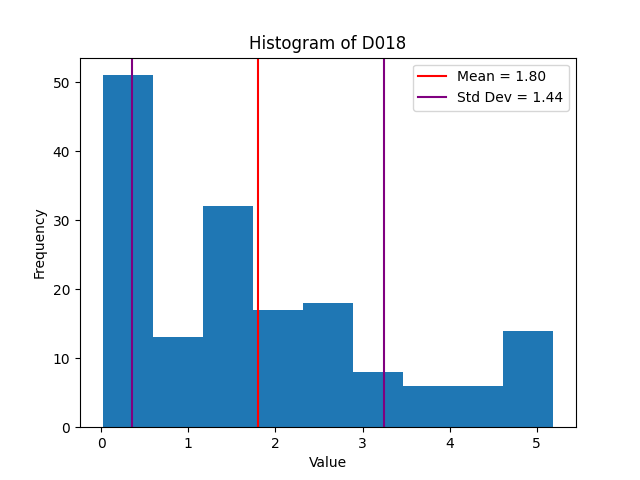 Histogram of D018
Mean = 1.80
Std Dev = 1.44
Frequency
50
40
30
20
10
0
0 1 2 3 4 5
Value